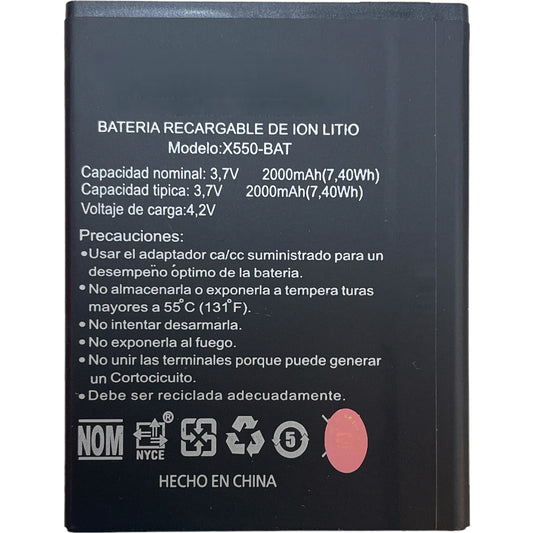 BATERIA RECARGABLE DE ION LITIO
Modelo:X550-BAT
Capacidad nominal: 3,7V 2000mAh(7,40Wh)
Capacidad tipica: 3,7V 2000mAh(7,40Wh)
Voltaje de carga:4,2V
Precauciones:
•Usar el adaptador ca/cc suministrado para un
desempeño óptimo de la bateria.
•No almacenarla o exponerla a tempera turas
mayores a 55°C (131°F).
•No intentar desarmarla.
•No exponerla al fuego.
•No unir las terminales porque puede generar
un Cortocicuito.
•Debe ser reciclada adecuadamente.
NOM NYCE ® 5
HECHO EN CHINA